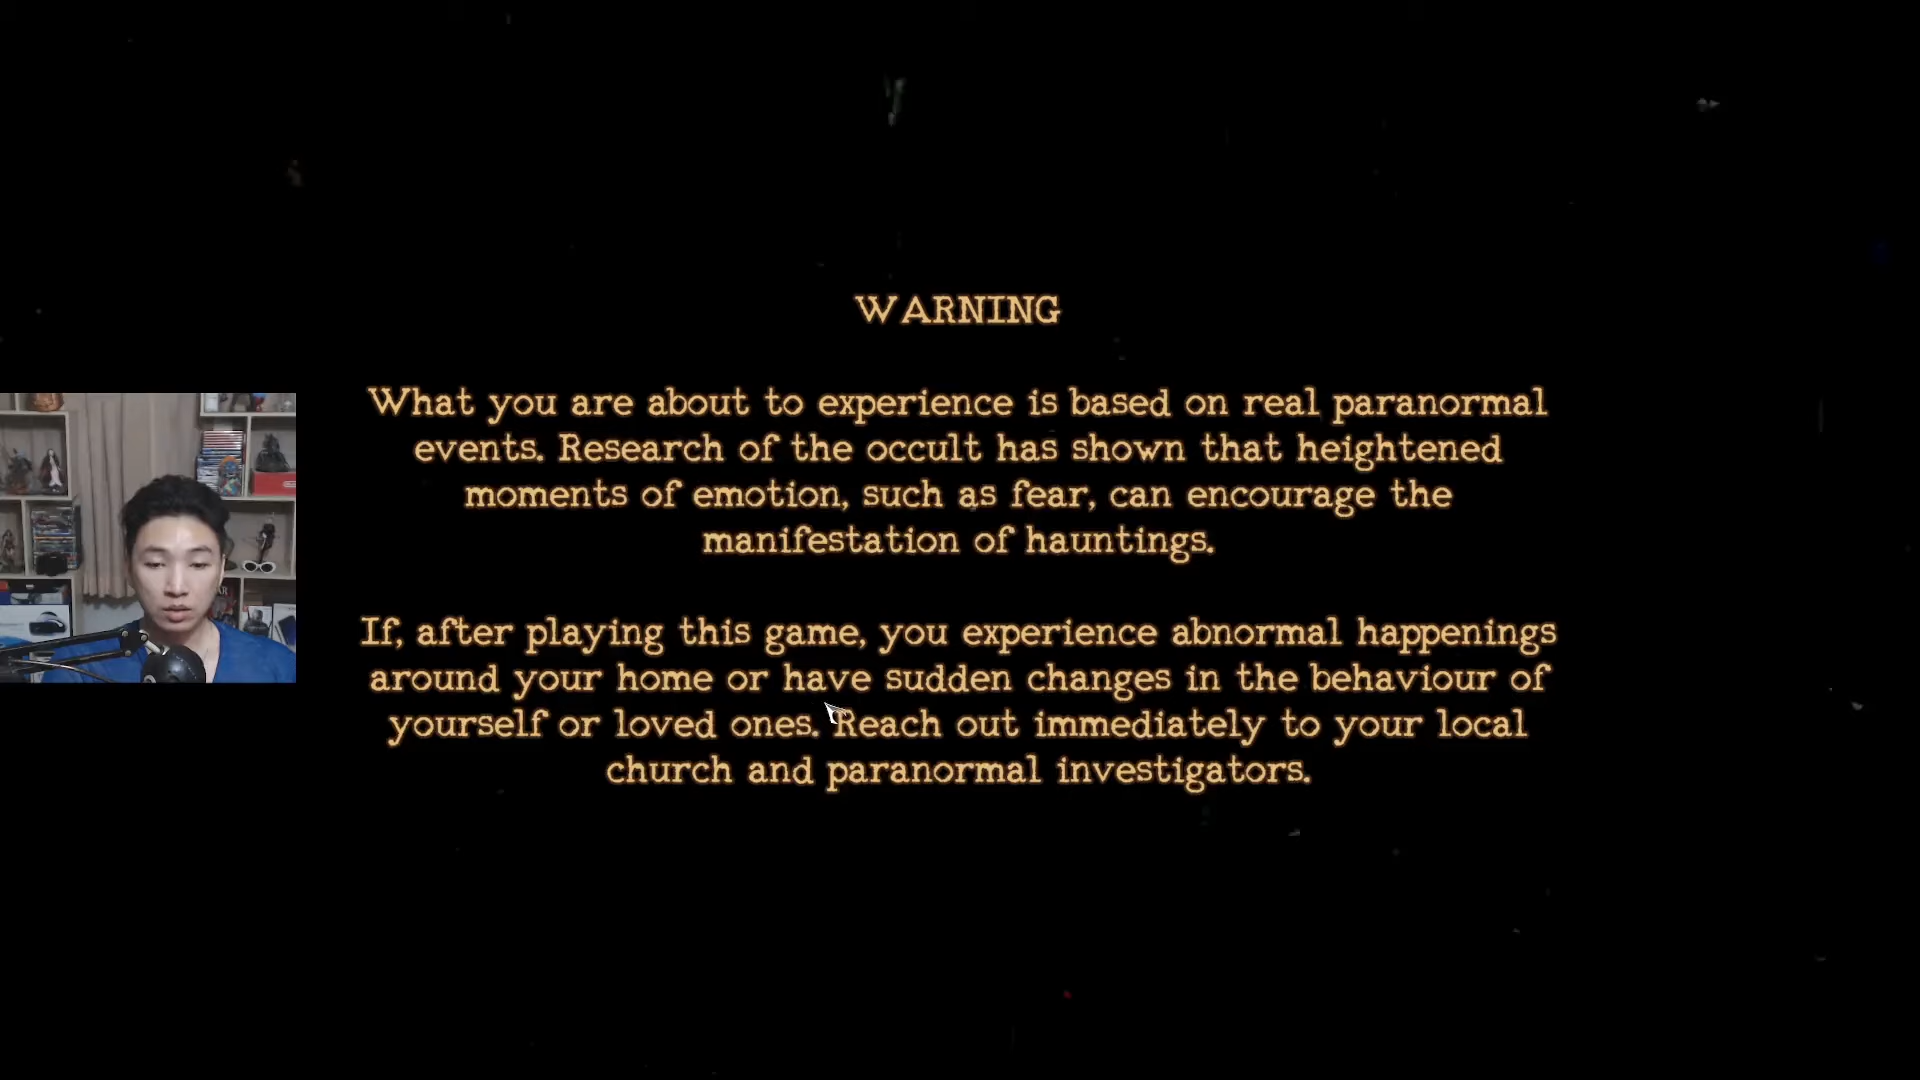 WARNING
What you are about to experience is based on real paranormal
events. Research of the occult has shown that heightened
moments of emotion, such as fear, can encourage the
manifestation of hauntings.
If, after playing this game, you experience abnormal happenings
around your home or have sudden changes in the behaviour of
yourself or loved ones. Reach out immediately to your local
church and paranormal investigators.